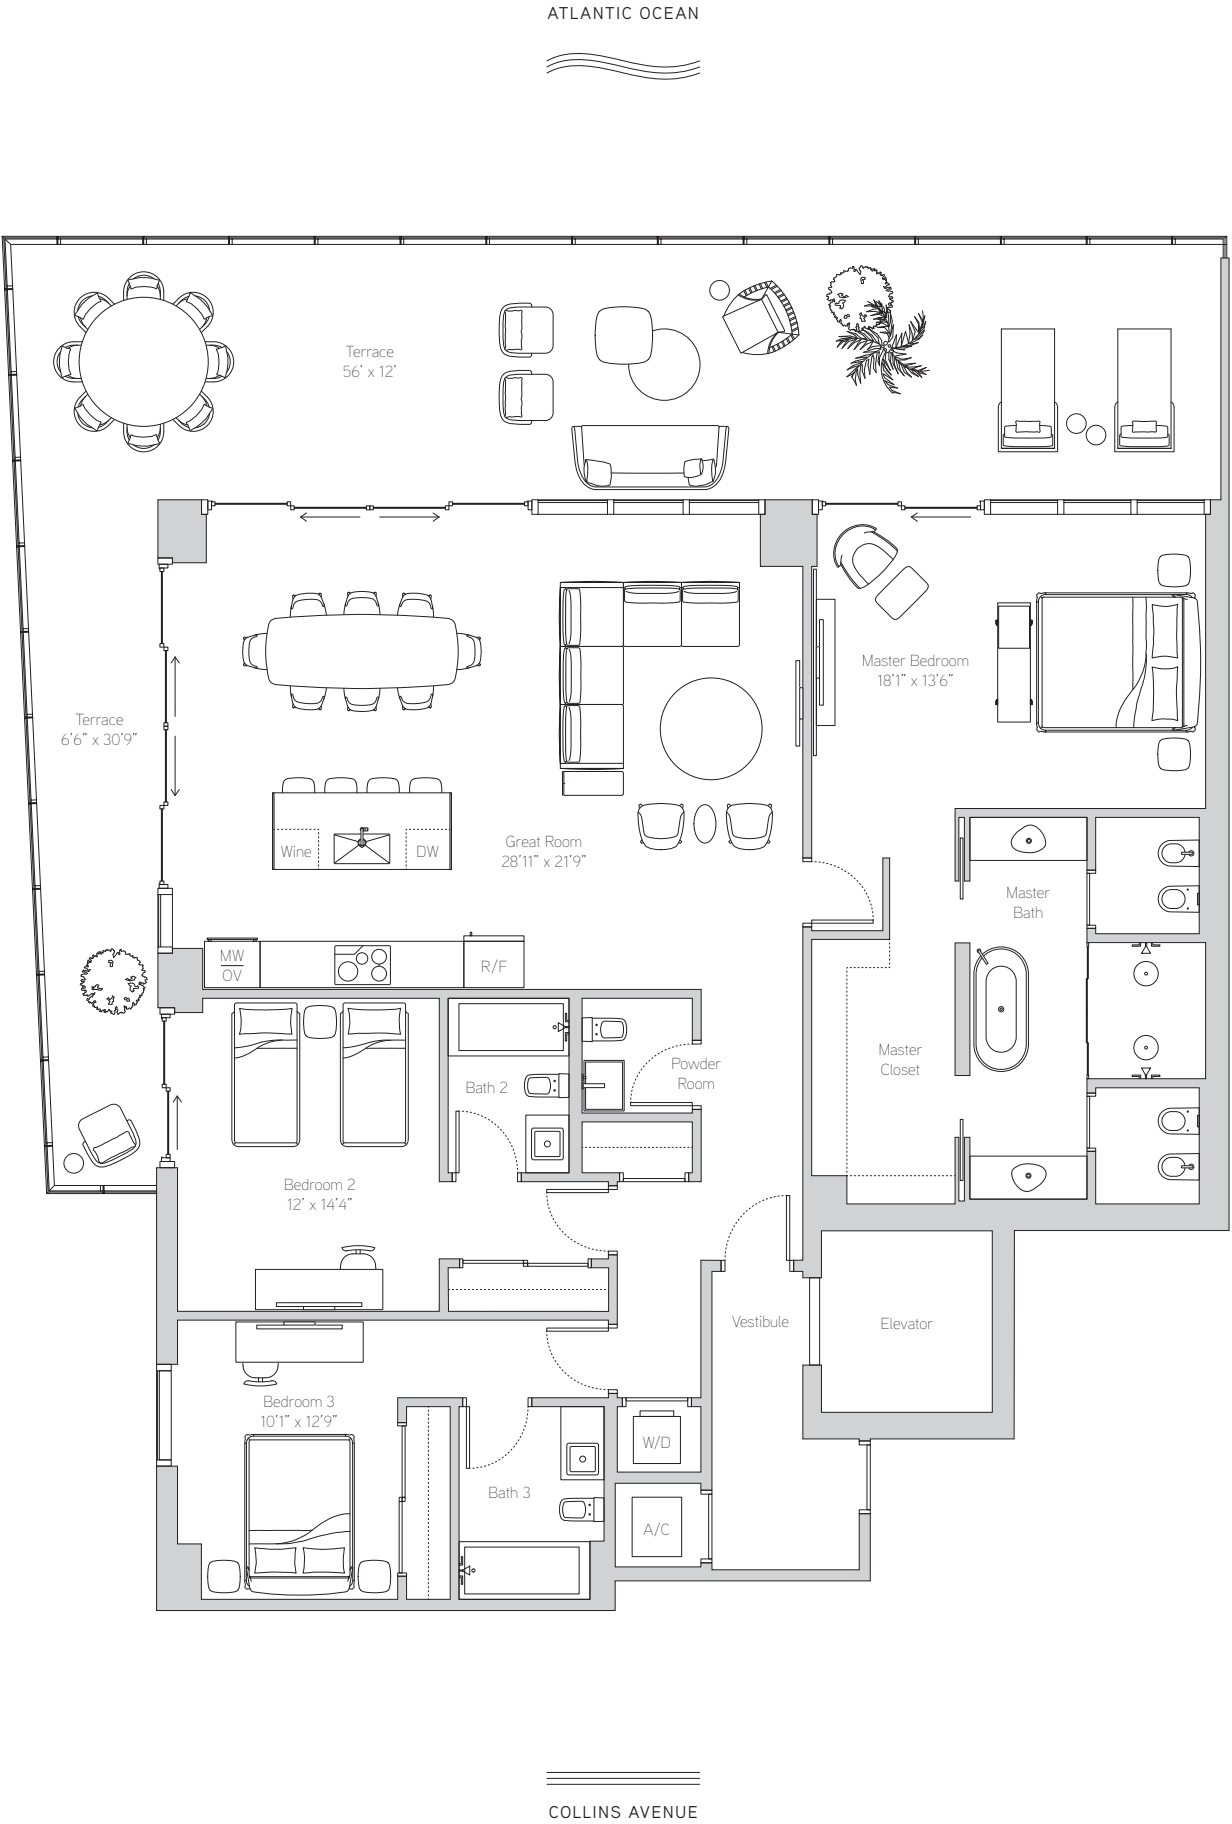 ATLANTIC OCEAN
Terrace
56' x 12'
Master Bedroom
18'1" x 13'6"
Terrace
6'6" x 30'9"
Great Room
28'11" x 21'9"
Wine
DW
Master
Bath
MW
OV
R/F
Master
Closet
Powder
Room
Bath 2
Bedroom 2
12' x 14'4"
Vestibule
Elevator
Bedroom 3
10'1" x 12'9"
W/D
Bath 3
A/C
COLLINS AVENUE